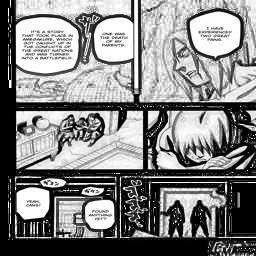 I HAVE
EXPERIENCED
TWO GREAT
PAINS.
ONE WAS
THE DEATH
OF MY
PARENTS.
IT'S A STORY
THAT TOOK PLACE IN
AMEGAKURE, WHICH
GOT CAUGHT UP IN
THE CONFLICTS OF
THE GREAT NATIONS
AND WAS TURNED
INTO A BATTLEFIELD.
FOUND
ANYTHING
YET?
YEAH,